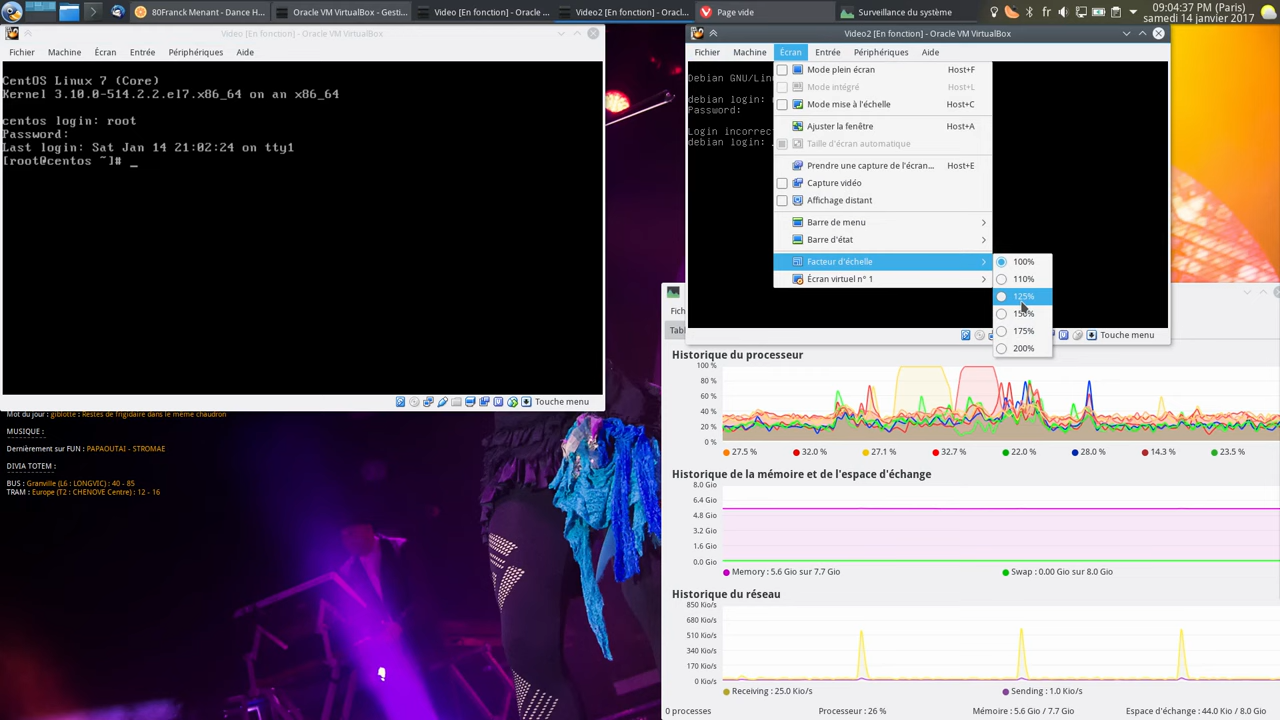 80Franck Menant - Dance H...
Oracle VM VirtualBox - Gesti...
Video [En fonction] - Oracle ...
Video2 [En fonction] - Oracl...
Page vide
Surveillance du système
fr
09:04:37 PM (Paris)
samedi 14 janvier 2017
Video [En fonction] - Oracle VM VirtualBox
Fichier Machine Écran Entrée Périphériques Aide
CentOS Linux 7 (Core)
Kernel 3.10.0-514.2.2.el7.x86_64 on an x86_64
centos login: root
Password:
Last login: Sat Jan 14 21:02:24 on tty1
[root@centos ~]# _
Touche menu
Mot du jour : giblotte : Restes de frigidaire dans le même chaudron
MUSIQUE :
Dernièrement sur FUN : PAPAOUTAI - STROMAE
DIVIA TOTEM :
BUS : Granville (L6 : LONGVIC) : 40 - 85
TRAM : Europe (T2 : CHENOVE Centre) : 12 - 16
Video2 [En fonction] - Oracle VM VirtualBox
Fichier Machine Écran Entrée Périphériques Aide
Debian GNU/Lin
debian login:
Password:
Login incorrec
debian login:
Mode plein écran Host+F
Mode intégré Host+L
Mode mise à l'échelle Host+C
Ajuster la fenêtre Host+A
Taille d'écran automatique
Prendre une capture de l'écran... Host+E
Capture vidéo
Affichage distant
Barre de menu
Barre d'état
Facteur d'échelle
Écran virtuel n° 1
100%
110%
125%
150%
175%
200%
Touche menu
Fich
Tabl
Historique du processeur
100 %
80 %
60 %
40 %
20 %
0 %
27.5 % 32.0 % 27.1 % 32.7 % 22.0 % 28.0 % 14.3 % 23.5 %
Historique de la mémoire et de l'espace d'échange
8.0 Gio
6.4 Gio
4.8 Gio
3.2 Gio
1.6 Gio
0.0 Gio
Memory : 5.6 Gio sur 7.7 Gio Swap : 0.00 Gio sur 8.0 Gio
Historique du réseau
850 Kio/s
680 Kio/s
510 Kio/s
340 Kio/s
170 Kio/s
0 Kio/s
Receiving : 25.0 Kio/s Sending : 1.0 Kio/s
0 processes Processeur : 26 % Mémoire : 5.6 Gio / 7.7 Gio Espace d'échange : 44.0 Kio / 8.0 Gio